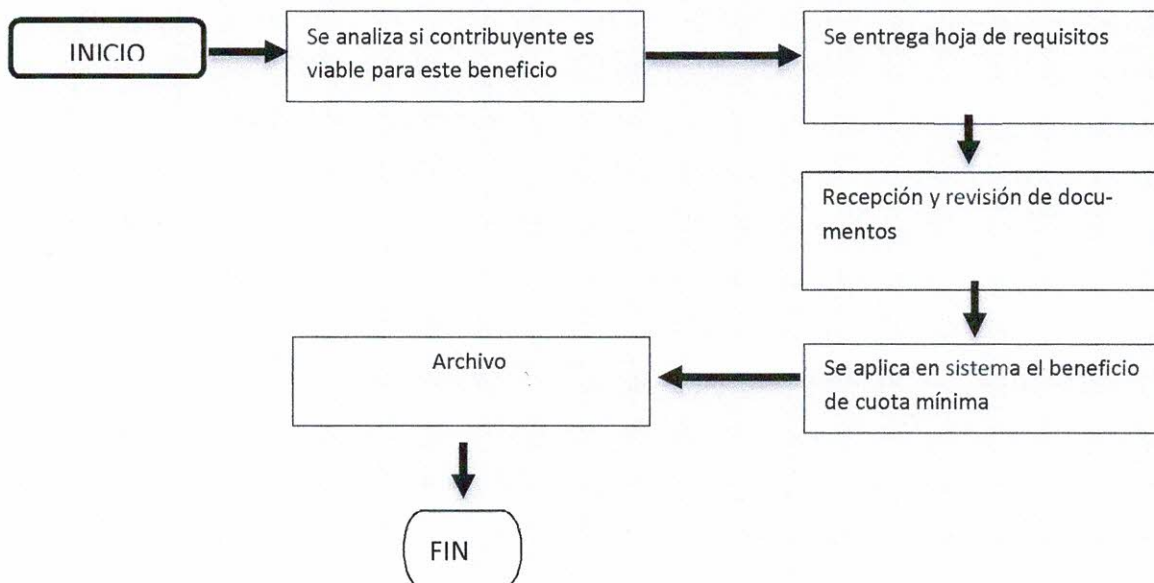 INICIO
Se analiza si contribuyente es
viable para este beneficio
Se entrega hoja de requisitos
Recepción y revisión de docu-
mentos
Se aplica en sistema el beneficio
de cuota mínima
Archivo
FIN